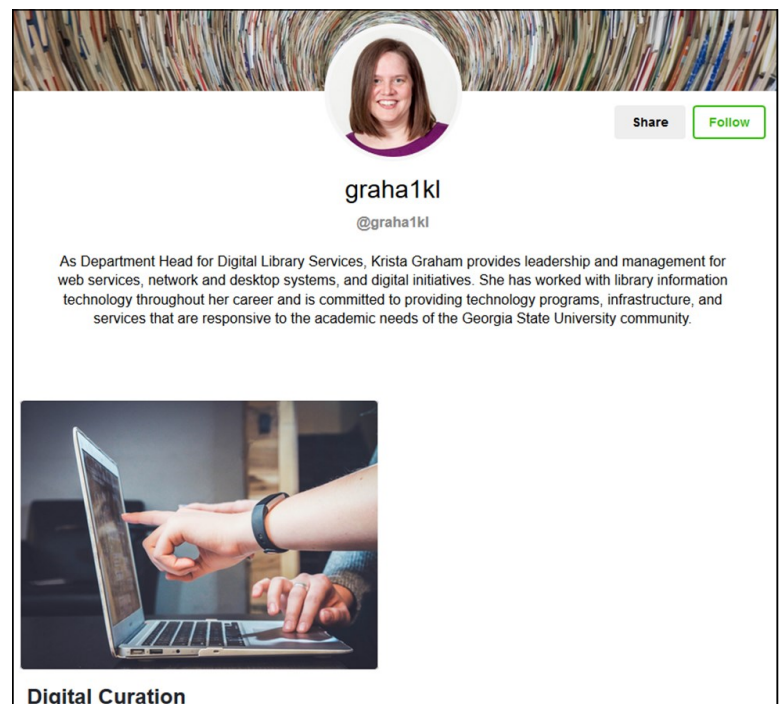 Share
Follow
graha1kl
@graha1kl
As Department Head for Digital Library Services, Krista Graham provides leadership and management for
web services, network and desktop systems, and digital initiatives. She has worked with library information
technology throughout her career and is committed to providing technology programs, infrastructure, and
services that are responsive to the academic needs of the Georgia State University community.
Digital Curation